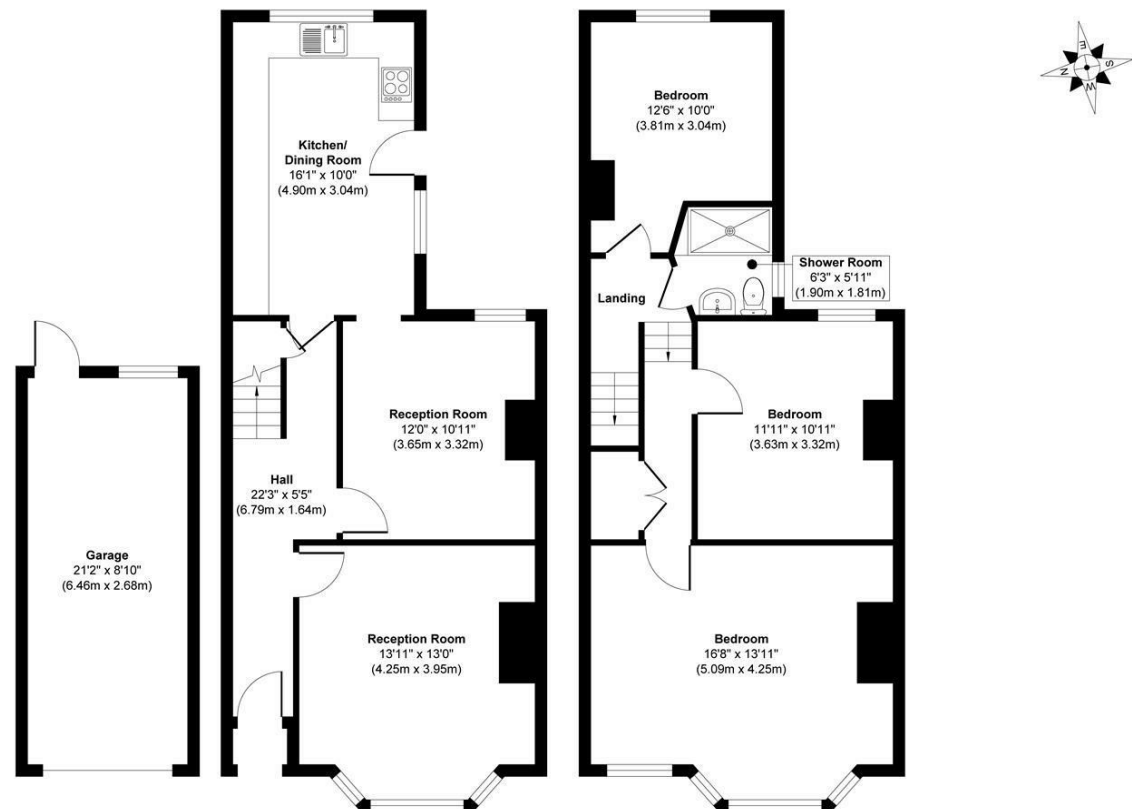 Kitchen/
Dining Room
16'1" x 10'0"
(4.90m x 3.04m)
Reception Room
12'0" x 10'11"
(3.65m x 3.32m)
Hall
22'3" x 5'5"
(6.79m x 1.64m)
Garage
21'2" x 8'10"
(6.46m x 2.68m)
Reception Room
13'11" x 13'0"
(4.25m x 3.95m)
Bedroom
12'6" x 10'0"
(3.81m x 3.04m)
Shower Room
6'3" x 5'11"
(1.90m x 1.81m)
Landing
Bedroom
11'11" x 10'11"
(3.63m x 3.32m)
Bedroom
16'8" x 13'11"
(5.09m x 4.25m)
E
S
N
W